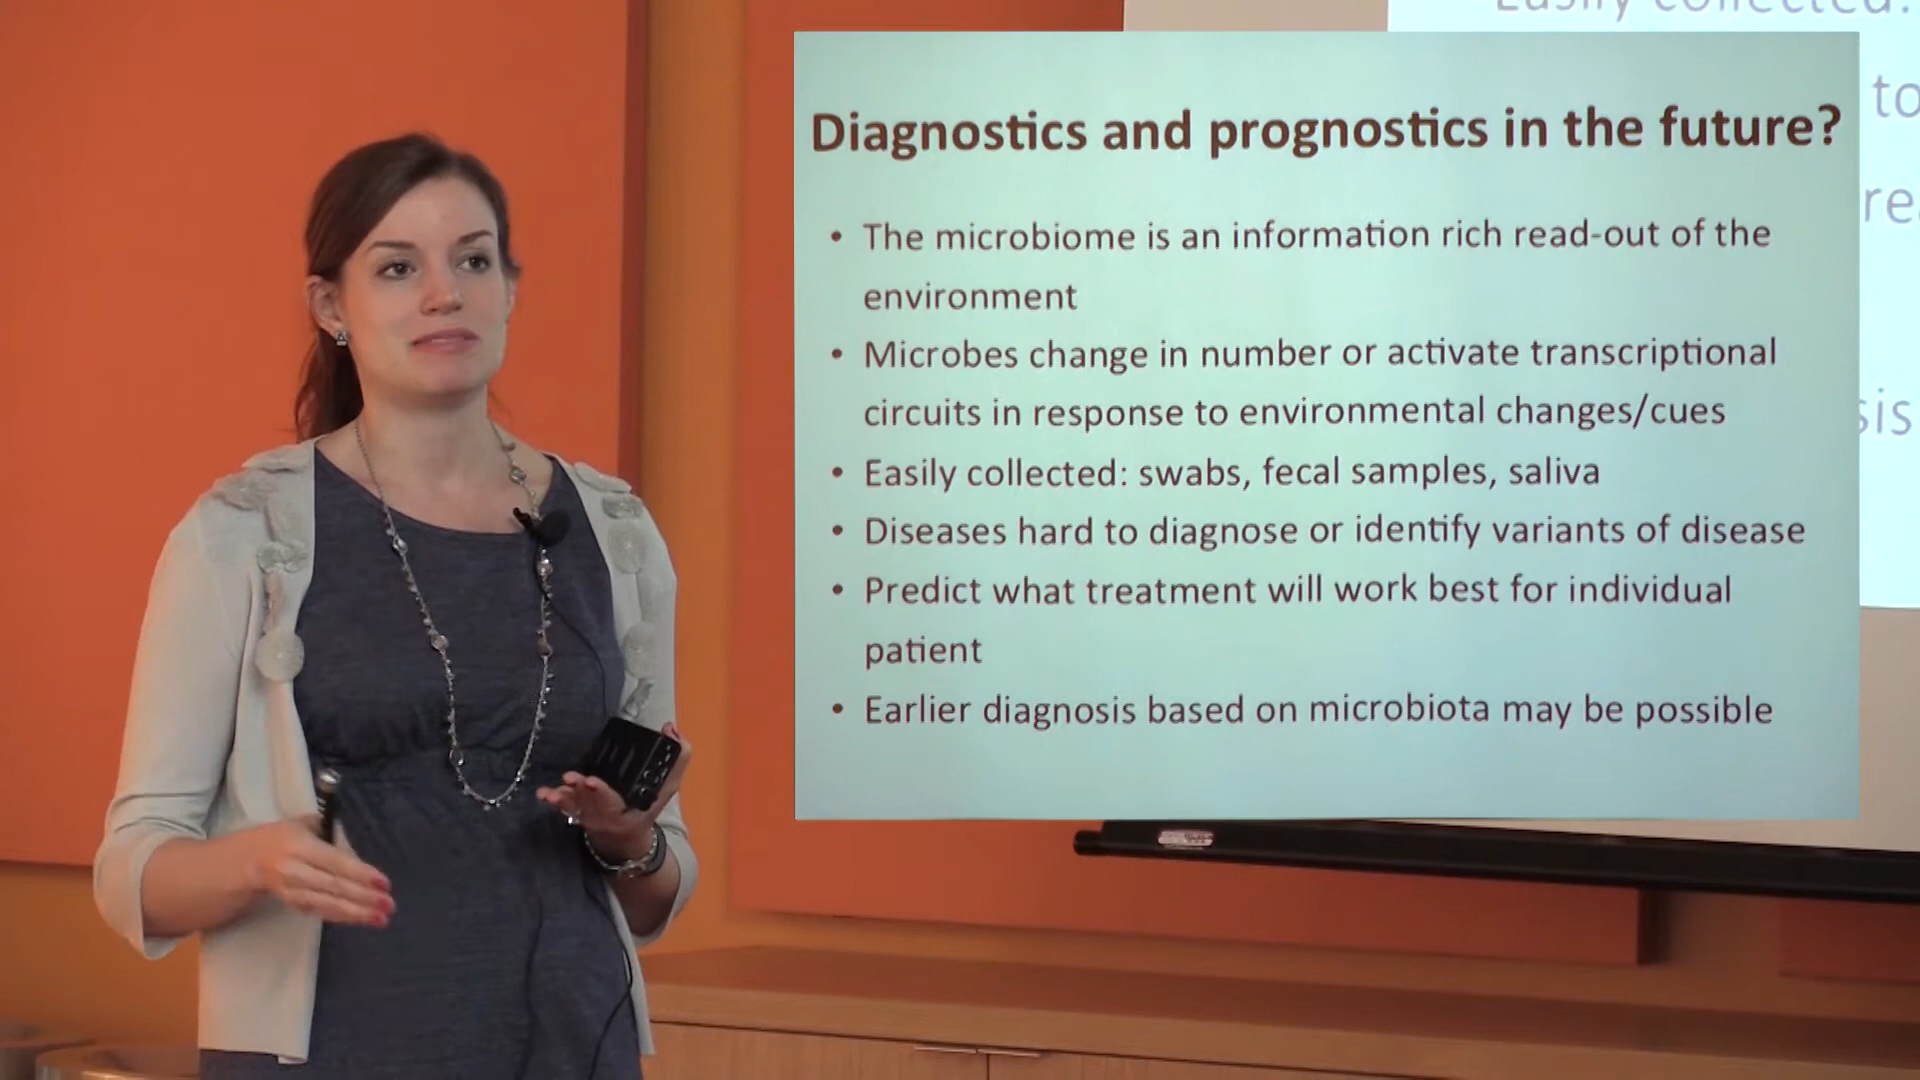 Easily collected:
Diagnostics and prognostics in the future?
• The microbiome is an information rich read-out of the
environment
• Microbes change in number or activate transcriptional
circuits in response to environmental changes/cues
• Easily collected: swabs, fecal samples, saliva
• Diseases hard to diagnose or identify variants of disease
• Predict what treatment will work best for individual
patient
• Earlier diagnosis based on microbiota may be possible
to